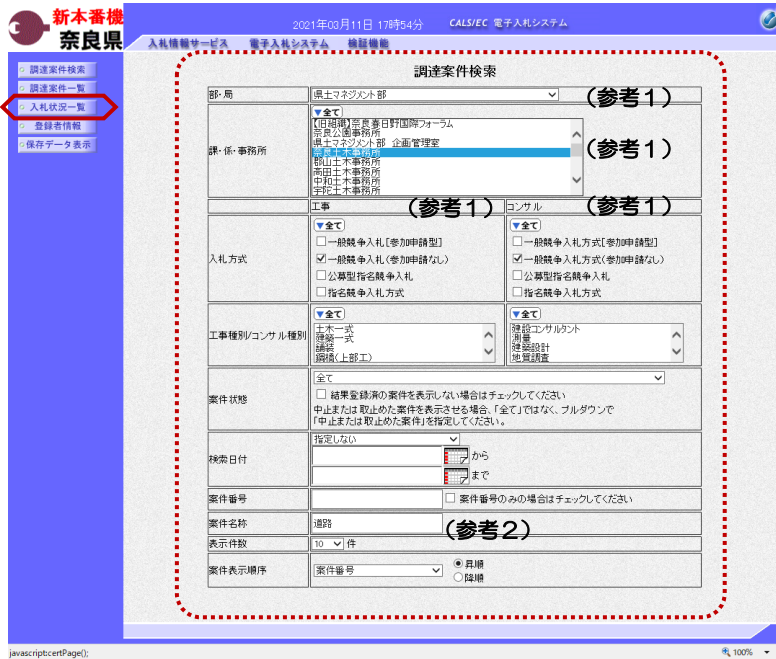 新本番機
奈良県
2021年03月11日 17時54分 CALS/EC 電子入札システム
入札情報サービス 電子入札システム 検証機能
調達案件検索
調達案件一覧
入札状況一覧
登録者情報
保存データ表示
調達案件検索
部・局 県土マネジメント部 （参考１）
課・係・事務所
▼全て
【旧組織】奈良春日野国際フォーラム
奈良公園事務所
県土マネジメント部 企画管理室
奈良土木事務所 （参考１）
郡山土木事務所
高田土木事務所
中和土木事務所
宇陀土木事務所
工事 （参考１） コンサル （参考１）
入札方式
▼全て ▼全て
一般競争入札[参加申請型] 一般競争入札方式[参加申請型]
一般競争入札(参加申請なし) 一般競争入札方式(参加申請なし)
公募型指名競争入札 公募型指名競争入札
指名競争入札方式 指名競争入札方式
工事種別/コンサル種別
▼全て ▼全て
土木一式 建設コンサルタント
建築一式 測量
舗装 建築設計
鋼橋(上部工) 地質調査
案件状態
全て
結果登録済の案件を表示しない場合はチェックしてください
中止または取止めた案件を表示させる場合、「全て」ではなく、プルダウンで
「中止または取止めた案件」を指定してください。
検索日付
指定しない
から
まで
案件番号 案件番号のみの場合はチェックしてください
案件名称 道路 （参考２）
表示件数 10 件
案件表示順序 案件番号 昇順
降順
javascript:certPage(); 100%